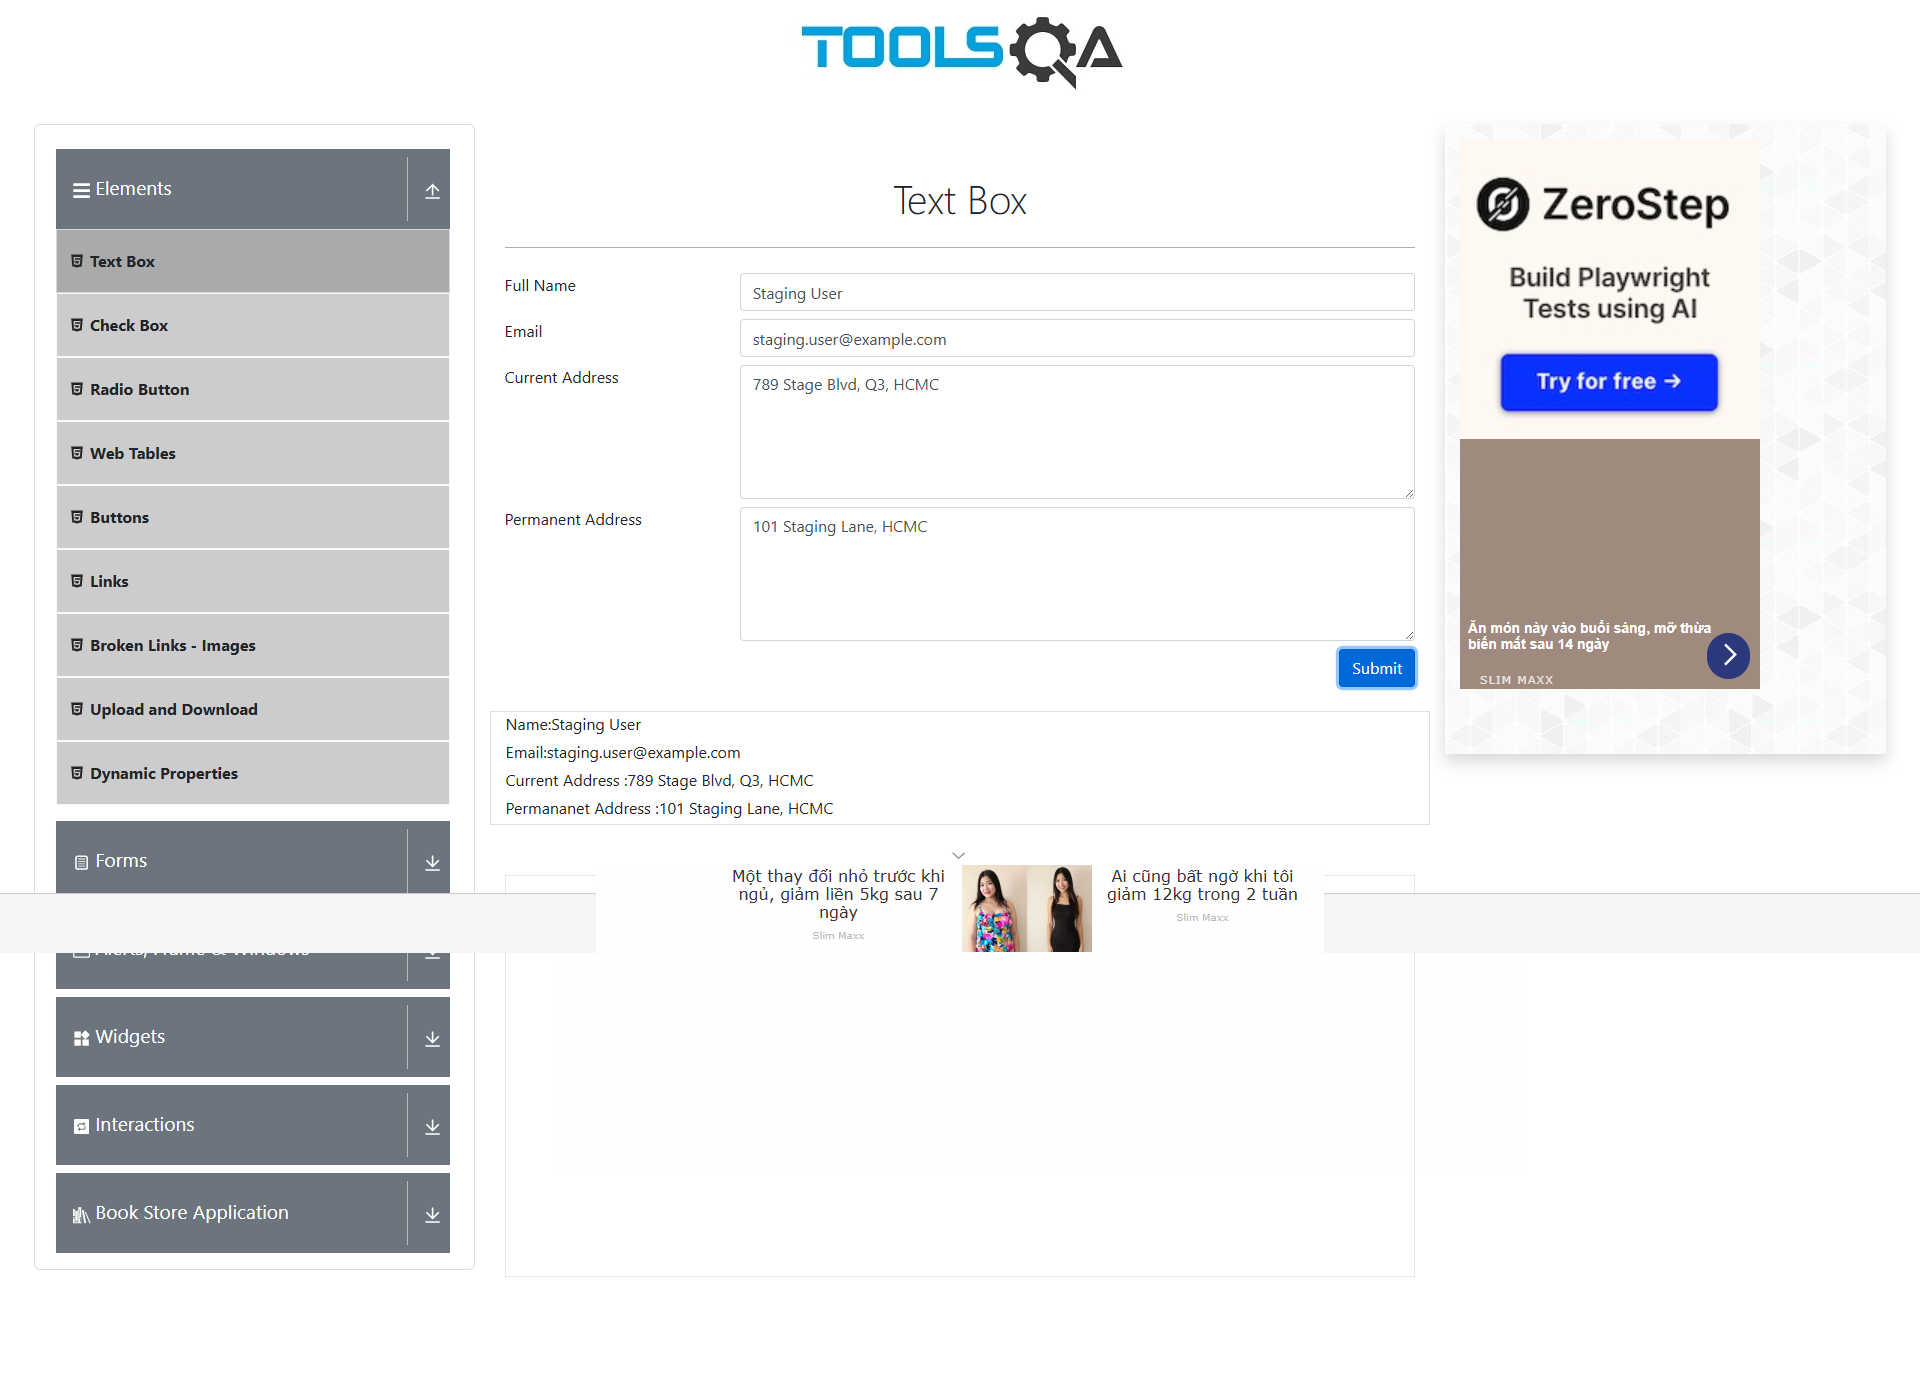 TOOLSQA
Elements
Text Box
Check Box
Radio Button
Web Tables
Buttons
Links
Broken Links - Images
Upload and Download
Dynamic Properties
Forms
Alerts, Frame & Windows
Widgets
Interactions
Book Store Application
Text Box
Full Name
Staging User
Email
staging.user@example.com
Current Address
789 Stage Blvd, Q3, HCMC
Permanent Address
101 Staging Lane, HCMC
Submit
Name:Staging User
Email:staging.user@example.com
Current Address :789 Stage Blvd, Q3, HCMC
Permananet Address :101 Staging Lane, HCMC
Một thay đổi nhỏ trước khi
ngủ, giảm liền 5kg sau 7
ngày
Slim Maxx
Ai cũng bất ngờ khi tôi
giảm 12kg trong 2 tuần
Slim Maxx
ZeroStep
Build Playwright
Tests using AI
Try for free →
Ăn món này vào buổi sáng, mỡ thừa
biến mất sau 14 ngày
SLIM MAXX